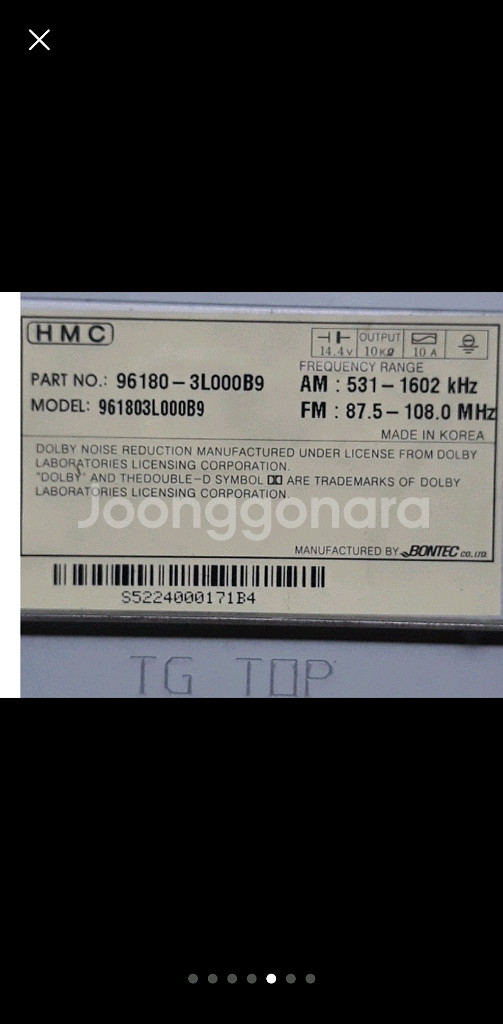 HMC
14.4V
OUTPUT
10KΩ
10 A
PART NO.: 96180-3L000B9
MODEL: 961803L000B9
FREQUENCY RANGE
AM : 531-1602 kHz
FM : 87.5-108.0 MHz
MADE IN KOREA
DOLBY NOISE REDUCTION MANUFACTURED UNDER LICENSE FROM DOLBY
LABORATORIES LICENSING CORPORATION.
"DOLBY" AND THEDOUBLE-D SYMBOL ARE TRADEMARKS OF DOLBY
LABORATORIES LICENSING CORPORATION.
Joonggonara
MANUFACTURED BY BONTEC CO.,LTD.
S5224000171B4
TG TOP